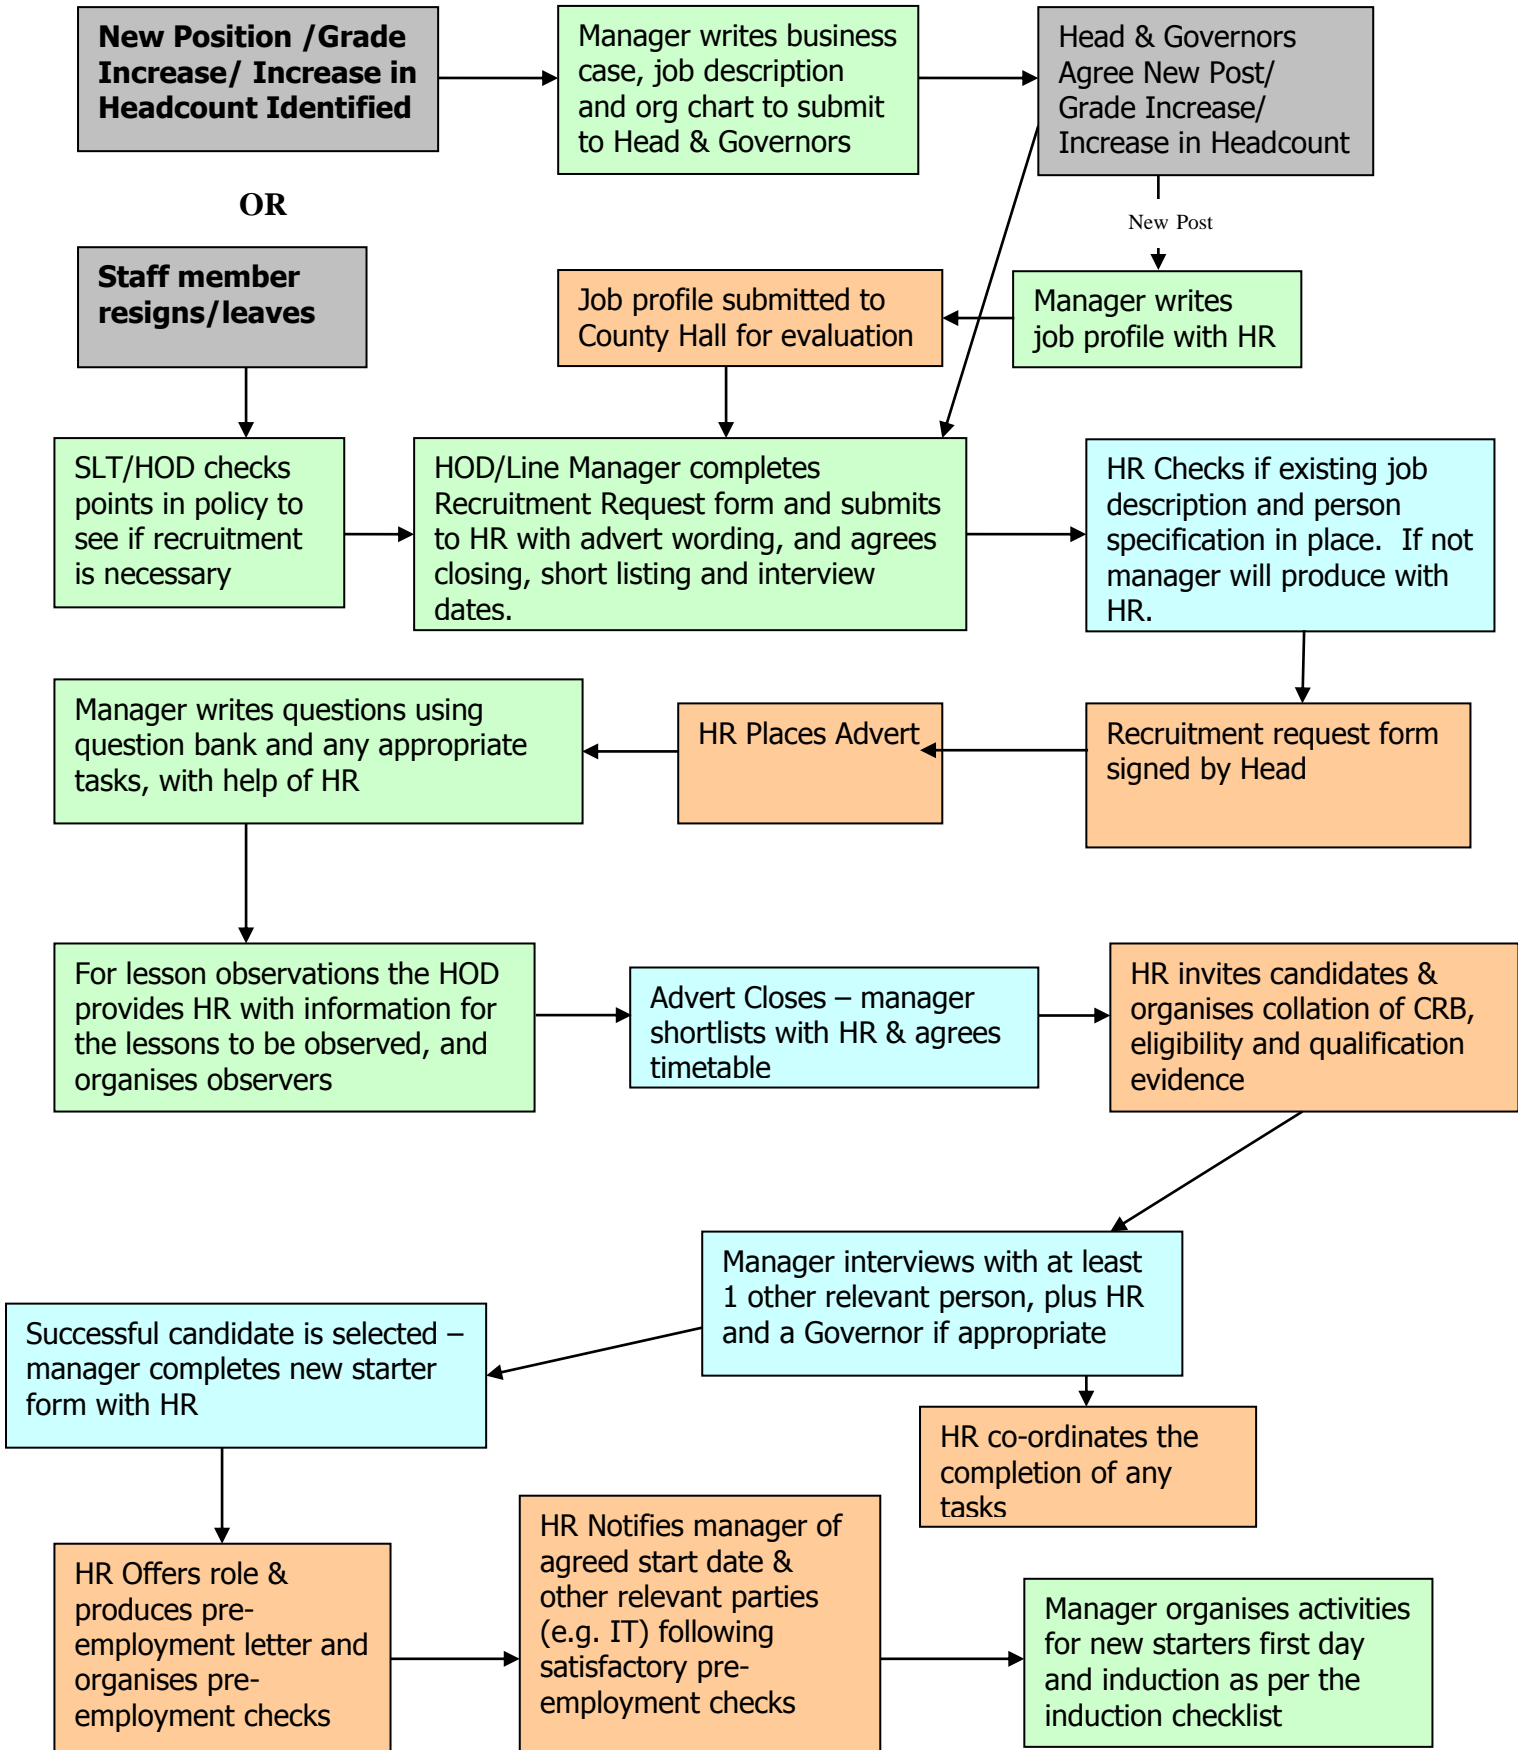 New Position /Grade
Increase/ Increase in
Headcount Identified
Manager writes business
case, job description
and org chart to submit
to Head & Governors
Head & Governors
Agree New Post/
Grade Increase/
Increase in Headcount
OR
New Post
Staff member
resigns/leaves
Job profile submitted to
County Hall for evaluation
Manager writes
job profile with HR
SLT/HOD checks
points in policy to
see if recruitment
is necessary
HOD/Line Manager completes
Recruitment Request form and submits
to HR with advert wording, and agrees
closing, short listing and interview
dates.
HR Checks if existing job
description and person
specification in place.  If not
manager will produce with
HR.
Manager writes questions using
question bank and any appropriate
tasks, with help of HR
HR Places Advert
Recruitment request form
signed by Head
For lesson observations the HOD
provides HR with information for
the lessons to be observed, and
organises observers
Advert Closes – manager
shortlists with HR & agrees
timetable
HR invites candidates &
organises collation of CRB,
eligibility and qualification
evidence
Manager interviews with at least
1 other relevant person, plus HR
and a Governor if appropriate
Successful candidate is selected –
manager completes new starter
form with HR
HR co-ordinates the
completion of any
tasks
HR Offers role &
produces pre-
employment letter and
organises pre-
employment checks
HR Notifies manager of
agreed start date &
other relevant parties
(e.g. IT) following
satisfactory pre-
employment checks
Manager organises activities
for new starters first day
and induction as per the
induction checklist